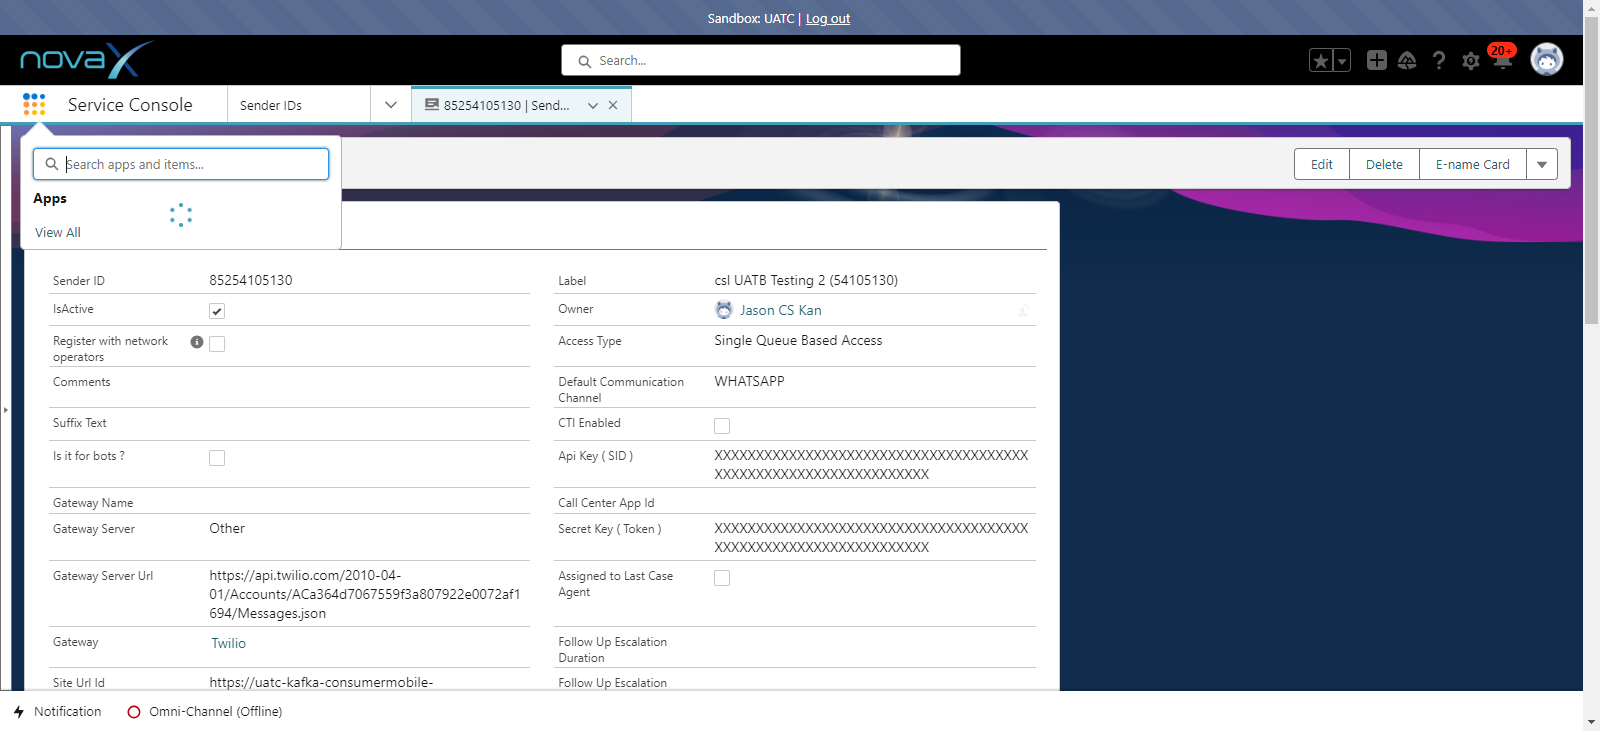 Sandbox: UATC | Log out
novaX
Search...
20+
Service Console
Sender IDs
85254105130 | Send...
Search apps and items...
Apps
View All
Edit
Delete
E-name Card
Sender ID
85254105130
Label
csl UATB Testing 2 (54105130)
IsActive
Owner
Jason CS Kan
Register with network
operators
Access Type
Single Queue Based Access
Comments
Default Communication
Channel
WHATSAPP
Suffix Text
CTI Enabled
Is it for bots ?
Api Key ( SID )
XXXXXXXXXXXXXXXXXXXXXXXXXXXXXXXXXXXXXX
XXXXXXXXXXXXXXXXXXXXXXXXXX
Gateway Name
Call Center App Id
Gateway Server
Other
Secret Key ( Token )
XXXXXXXXXXXXXXXXXXXXXXXXXXXXXXXXXXXXXX
XXXXXXXXXXXXXXXXXXXXXXXXXX
Gateway Server Url
https://api.twilio.com/2010-04-
01/Accounts/ACa364d7067559f3a807922e0072af1
694/Messages.json
Assigned to Last Case
Agent
Gateway
Twilio
Follow Up Escalation
Duration
Site Url Id
https://uatc-kafka-consumermobile-
Follow Up Escalation
Notification
Omni-Channel (Offline)